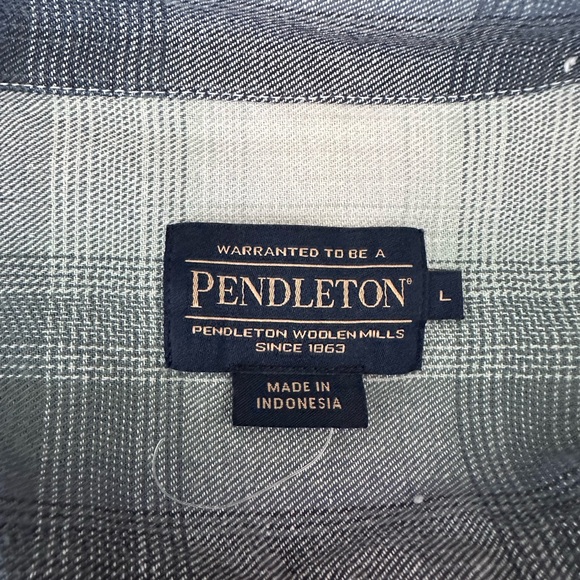 WARRANTED TO BE A
PENDLETON®
PENDLETON WOOLEN MILLS
SINCE 1863
L
MADE IN
INDONESIA